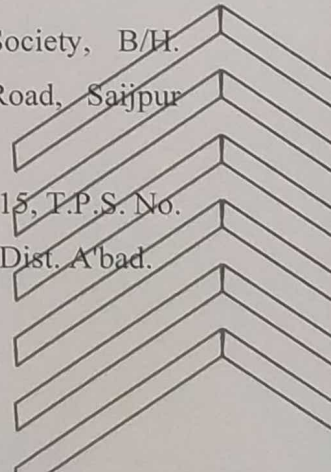 Society, B/H.
Road, Saijpur
15, T.P.S. No.
Dist. A'bad.